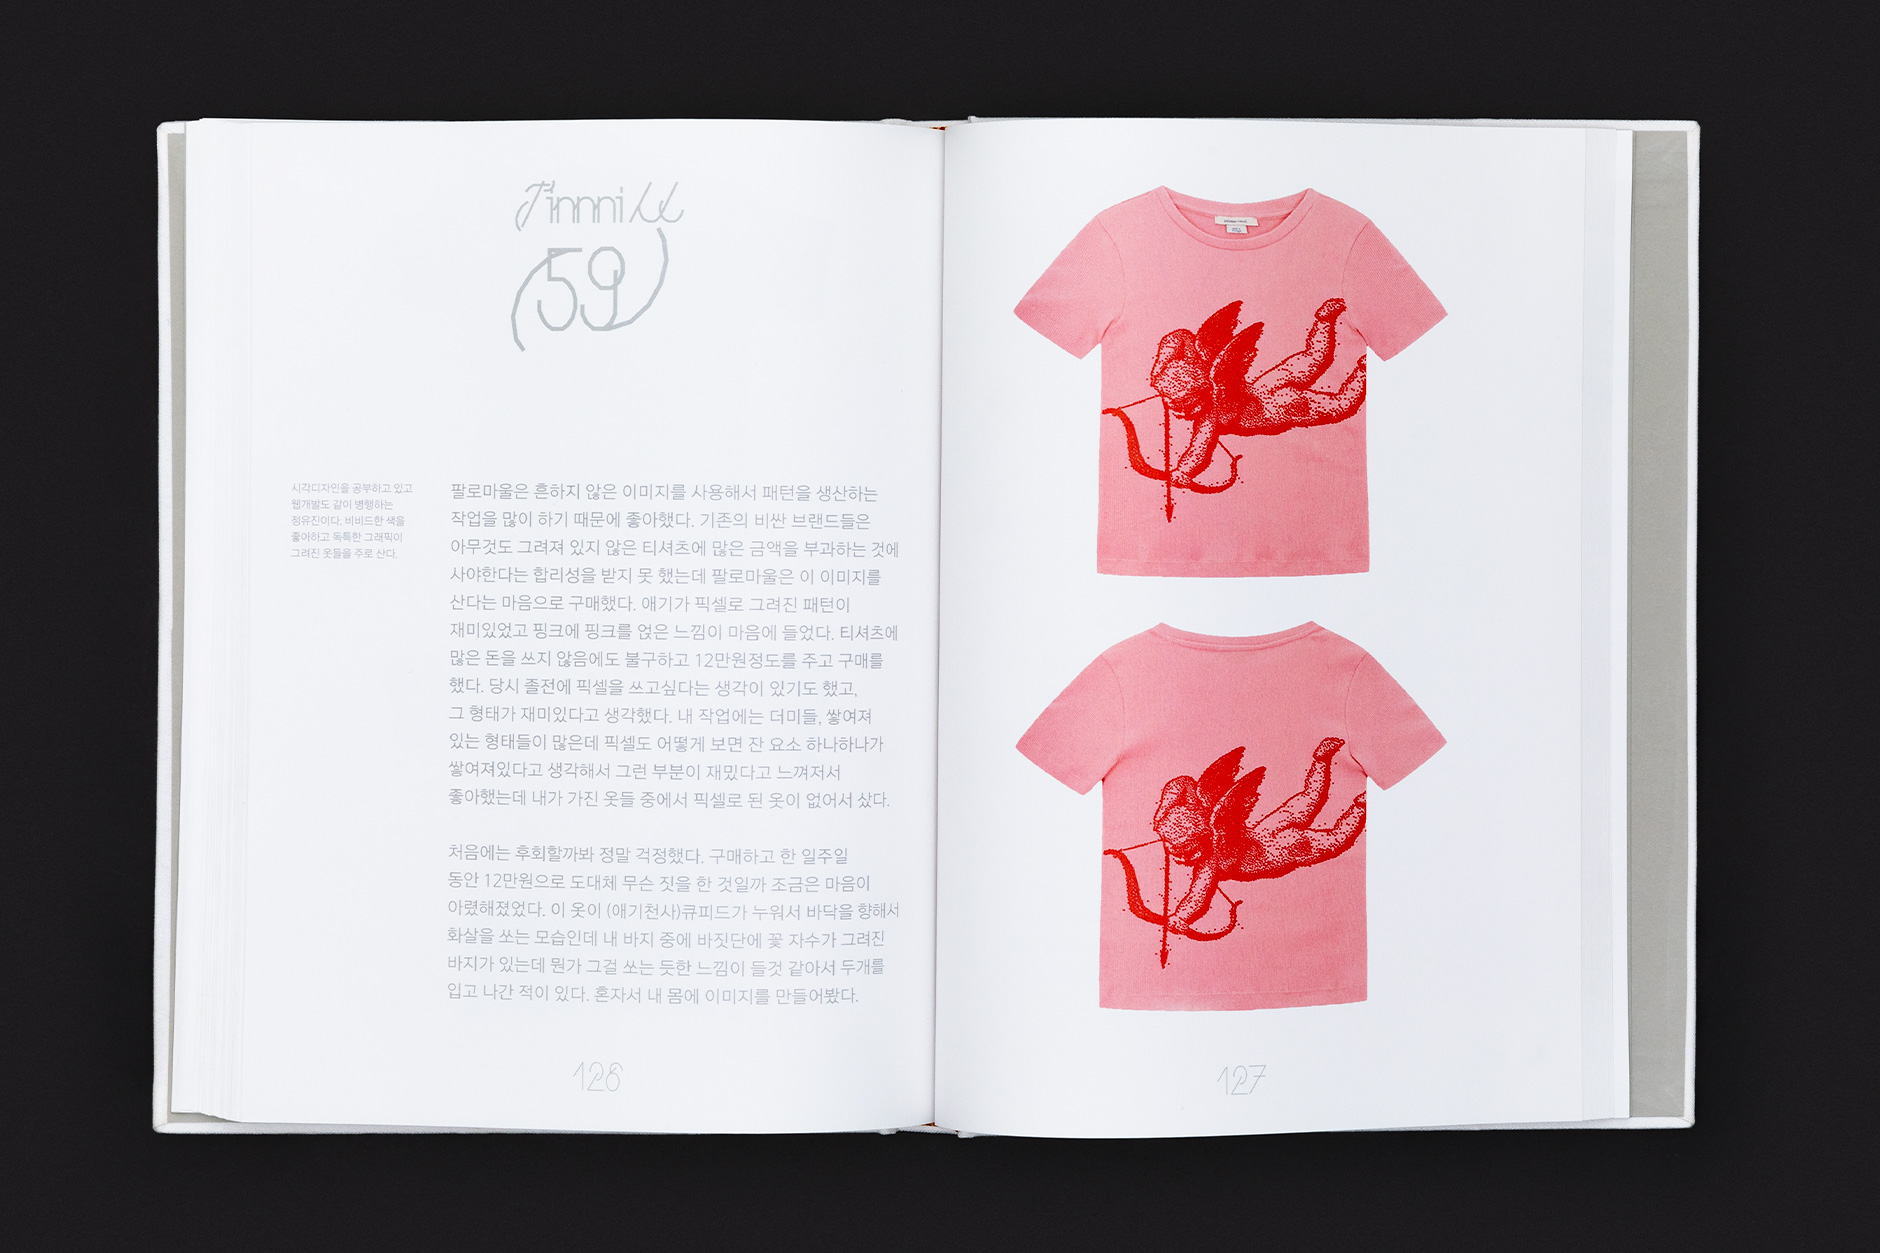 59
시각디자인을 공부하고 있고
웹개발도 같이 병행하는
정유진이다. 비비드한 색을
좋아하고 독특한 그래픽이
그려진 옷들을 주로 산다.
팔로마울은 흔하지 않은 이미지를 사용해서 패턴을 생산하는
작업을 많이 하기 때문에 좋아했다. 기존의 비싼 브랜드들은
아무것도 그려져 있지 않은 티셔츠에 많은 금액을 부과하는 것에
사야한다는 합리성을 받지 못 했는데 팔로마울은 이 이미지를
산다는 마음으로 구매했다. 애기가 픽셀로 그려진 패턴이
재미있었고 핑크에 핑크를 얹은 느낌이 마음에 들었다. 티셔츠에
많은 돈을 쓰지 않음에도 불구하고 12만원정도를 주고 구매를
했다. 당시 졸전에 픽셀을 쓰고싶다는 생각이 있기도 했고,
그 형태가 재미있다고 생각했다. 내 작업에는 더미들, 쌓여져
있는 형태들이 많은데 픽셀도 어떻게 보면 잔 요소 하나하나가
쌓여져있다고 생각해서 그런 부분이 재밌다고 느껴져서
좋아했는데 내가 가진 옷들 중에서 픽셀로 된 옷이 없어서 샀다.
처음에는 후회할까봐 정말 걱정했다. 구매하고 한 일주일
동안 12만원으로 도대체 무슨 짓을 한 것일까 조금은 마음이
아렸해졌었다. 이 옷이 (애기천사)큐피드가 누워서 바닥을 향해서
화살을 쏘는 모습인데 내 바지 중에 바짓단에 꽃 자수가 그려진
바지가 있는데 뭔가 그걸 쏘는 듯한 느낌이 들것 같아서 두개를
입고 나간 적이 있다. 혼자서 내 몸에 이미지를 만들어봤다.
126
127